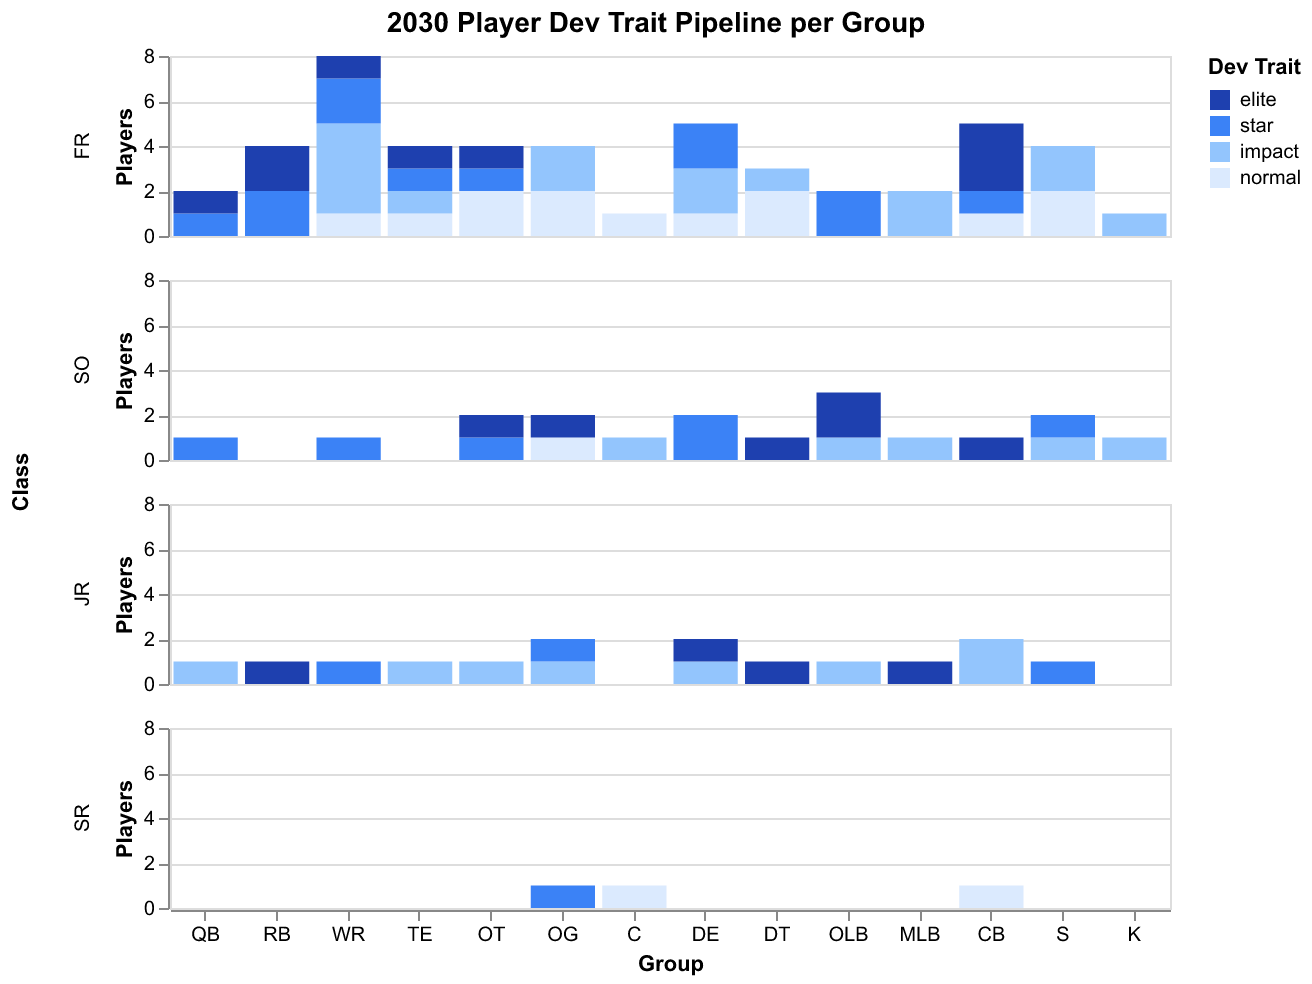 2030 Player Dev Trait Pipeline per Group
Dev Trait
elite
star
impact
normal
Class
FR
Players
8
6
4
2
0
SO
Players
8
6
4
2
0
JR
Players
8
6
4
2
0
SR
Players
8
6
4
2
0
QB RB WR TE OT OG C DE DT OLB MLB CB S K
Group